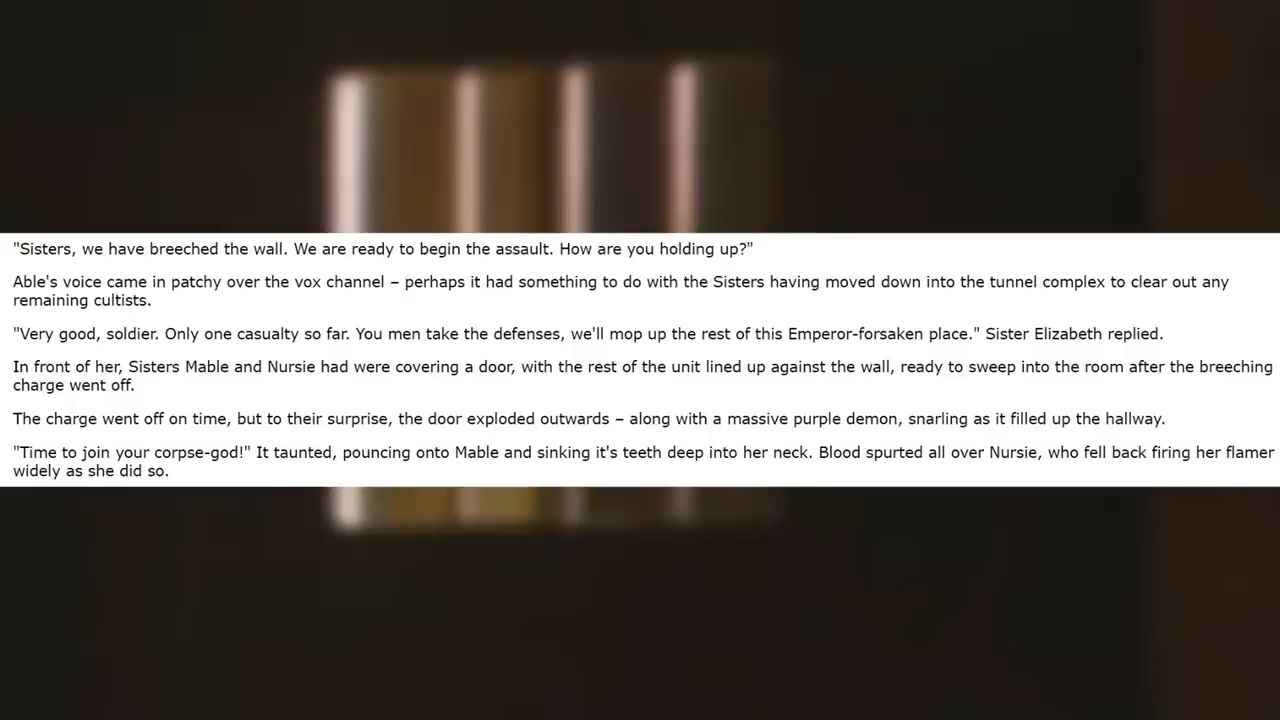 "Sisters, we have breeched the wall. We are ready to begin the assault. How are you holding up?"
Able's voice came in patchy over the vox channel – perhaps it had something to do with the Sisters having moved down into the tunnel complex to clear out any
remaining cultists.
"Very good, soldier. Only one casualty so far. You men take the defenses, we'll mop up the rest of this Emperor-forsaken place." Sister Elizabeth replied.
In front of her, Sisters Mable and Nursie had were covering a door, with the rest of the unit lined up against the wall, ready to sweep into the room after the breeching
charge went off.
The charge went off on time, but to their surprise, the door exploded outwards – along with a massive purple demon, snarling as it filled up the hallway.
"Time to join your corpse-god!" It taunted, pouncing onto Mable and sinking it's teeth deep into her neck. Blood spurted all over Nursie, who fell back firing her flamer
widely as she did so.